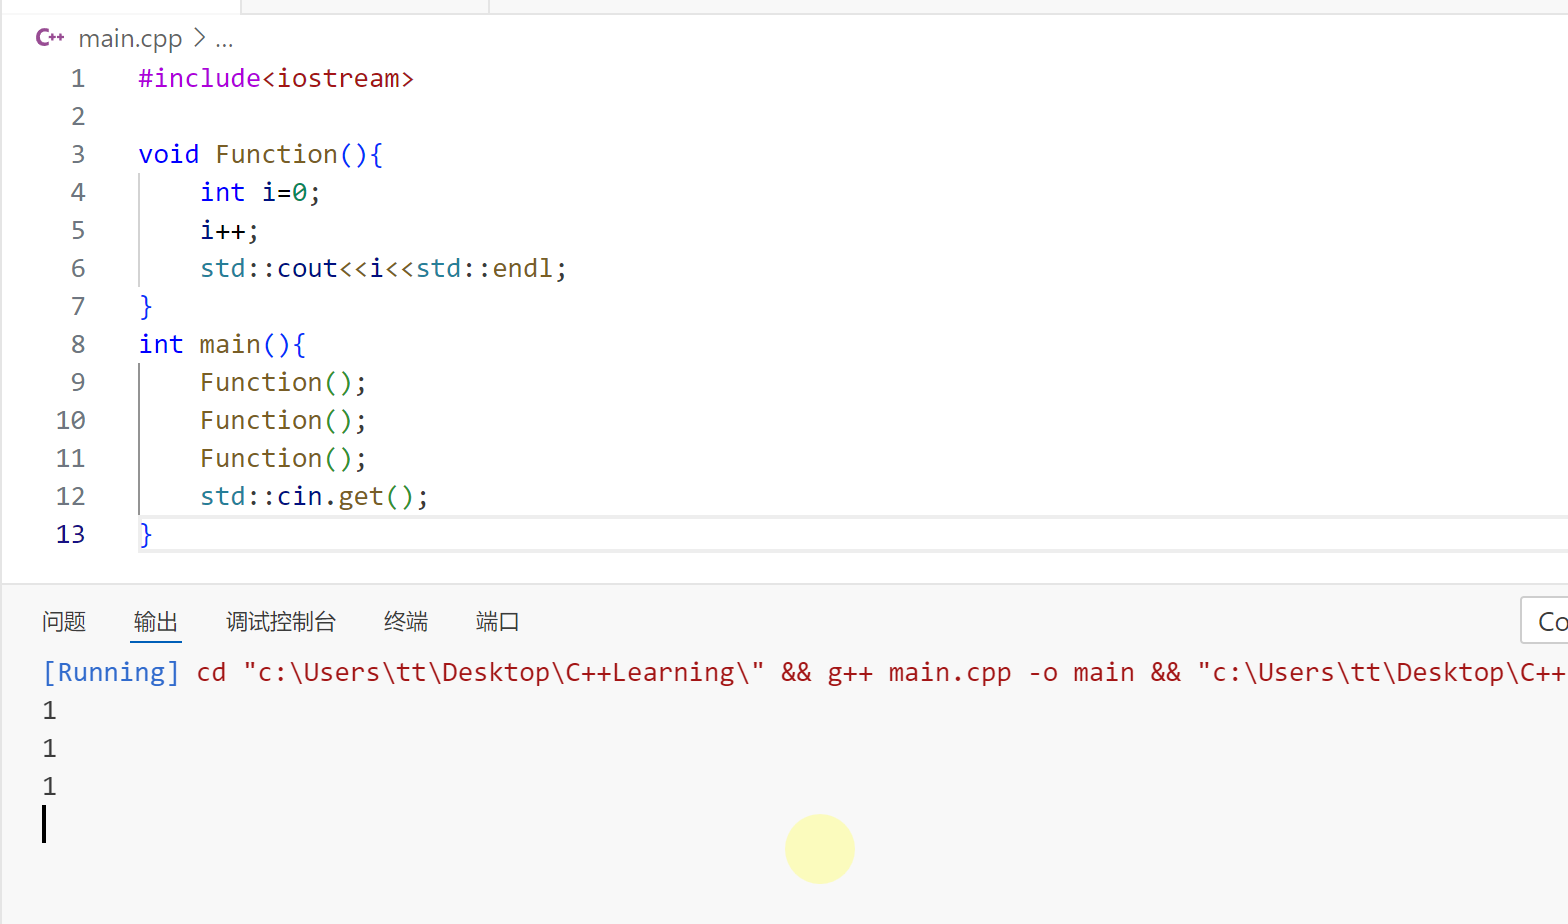 C++ main.cpp > ...
1 #include<iostream>
2
3 void Function(){
4     int i=0;
5     i++;
6     std::cout<<i<<std::endl;
7 }
8 int main(){
9     Function();
10     Function();
11     Function();
12     std::cin.get();
13 }
问题 输出 调试控制台 终端 端口 Co
[Running] cd "c:\Users\tt\Desktop\C++Learning\" && g++ main.cpp -o main && "c:\Users\tt\Desktop\C++
1
1
1